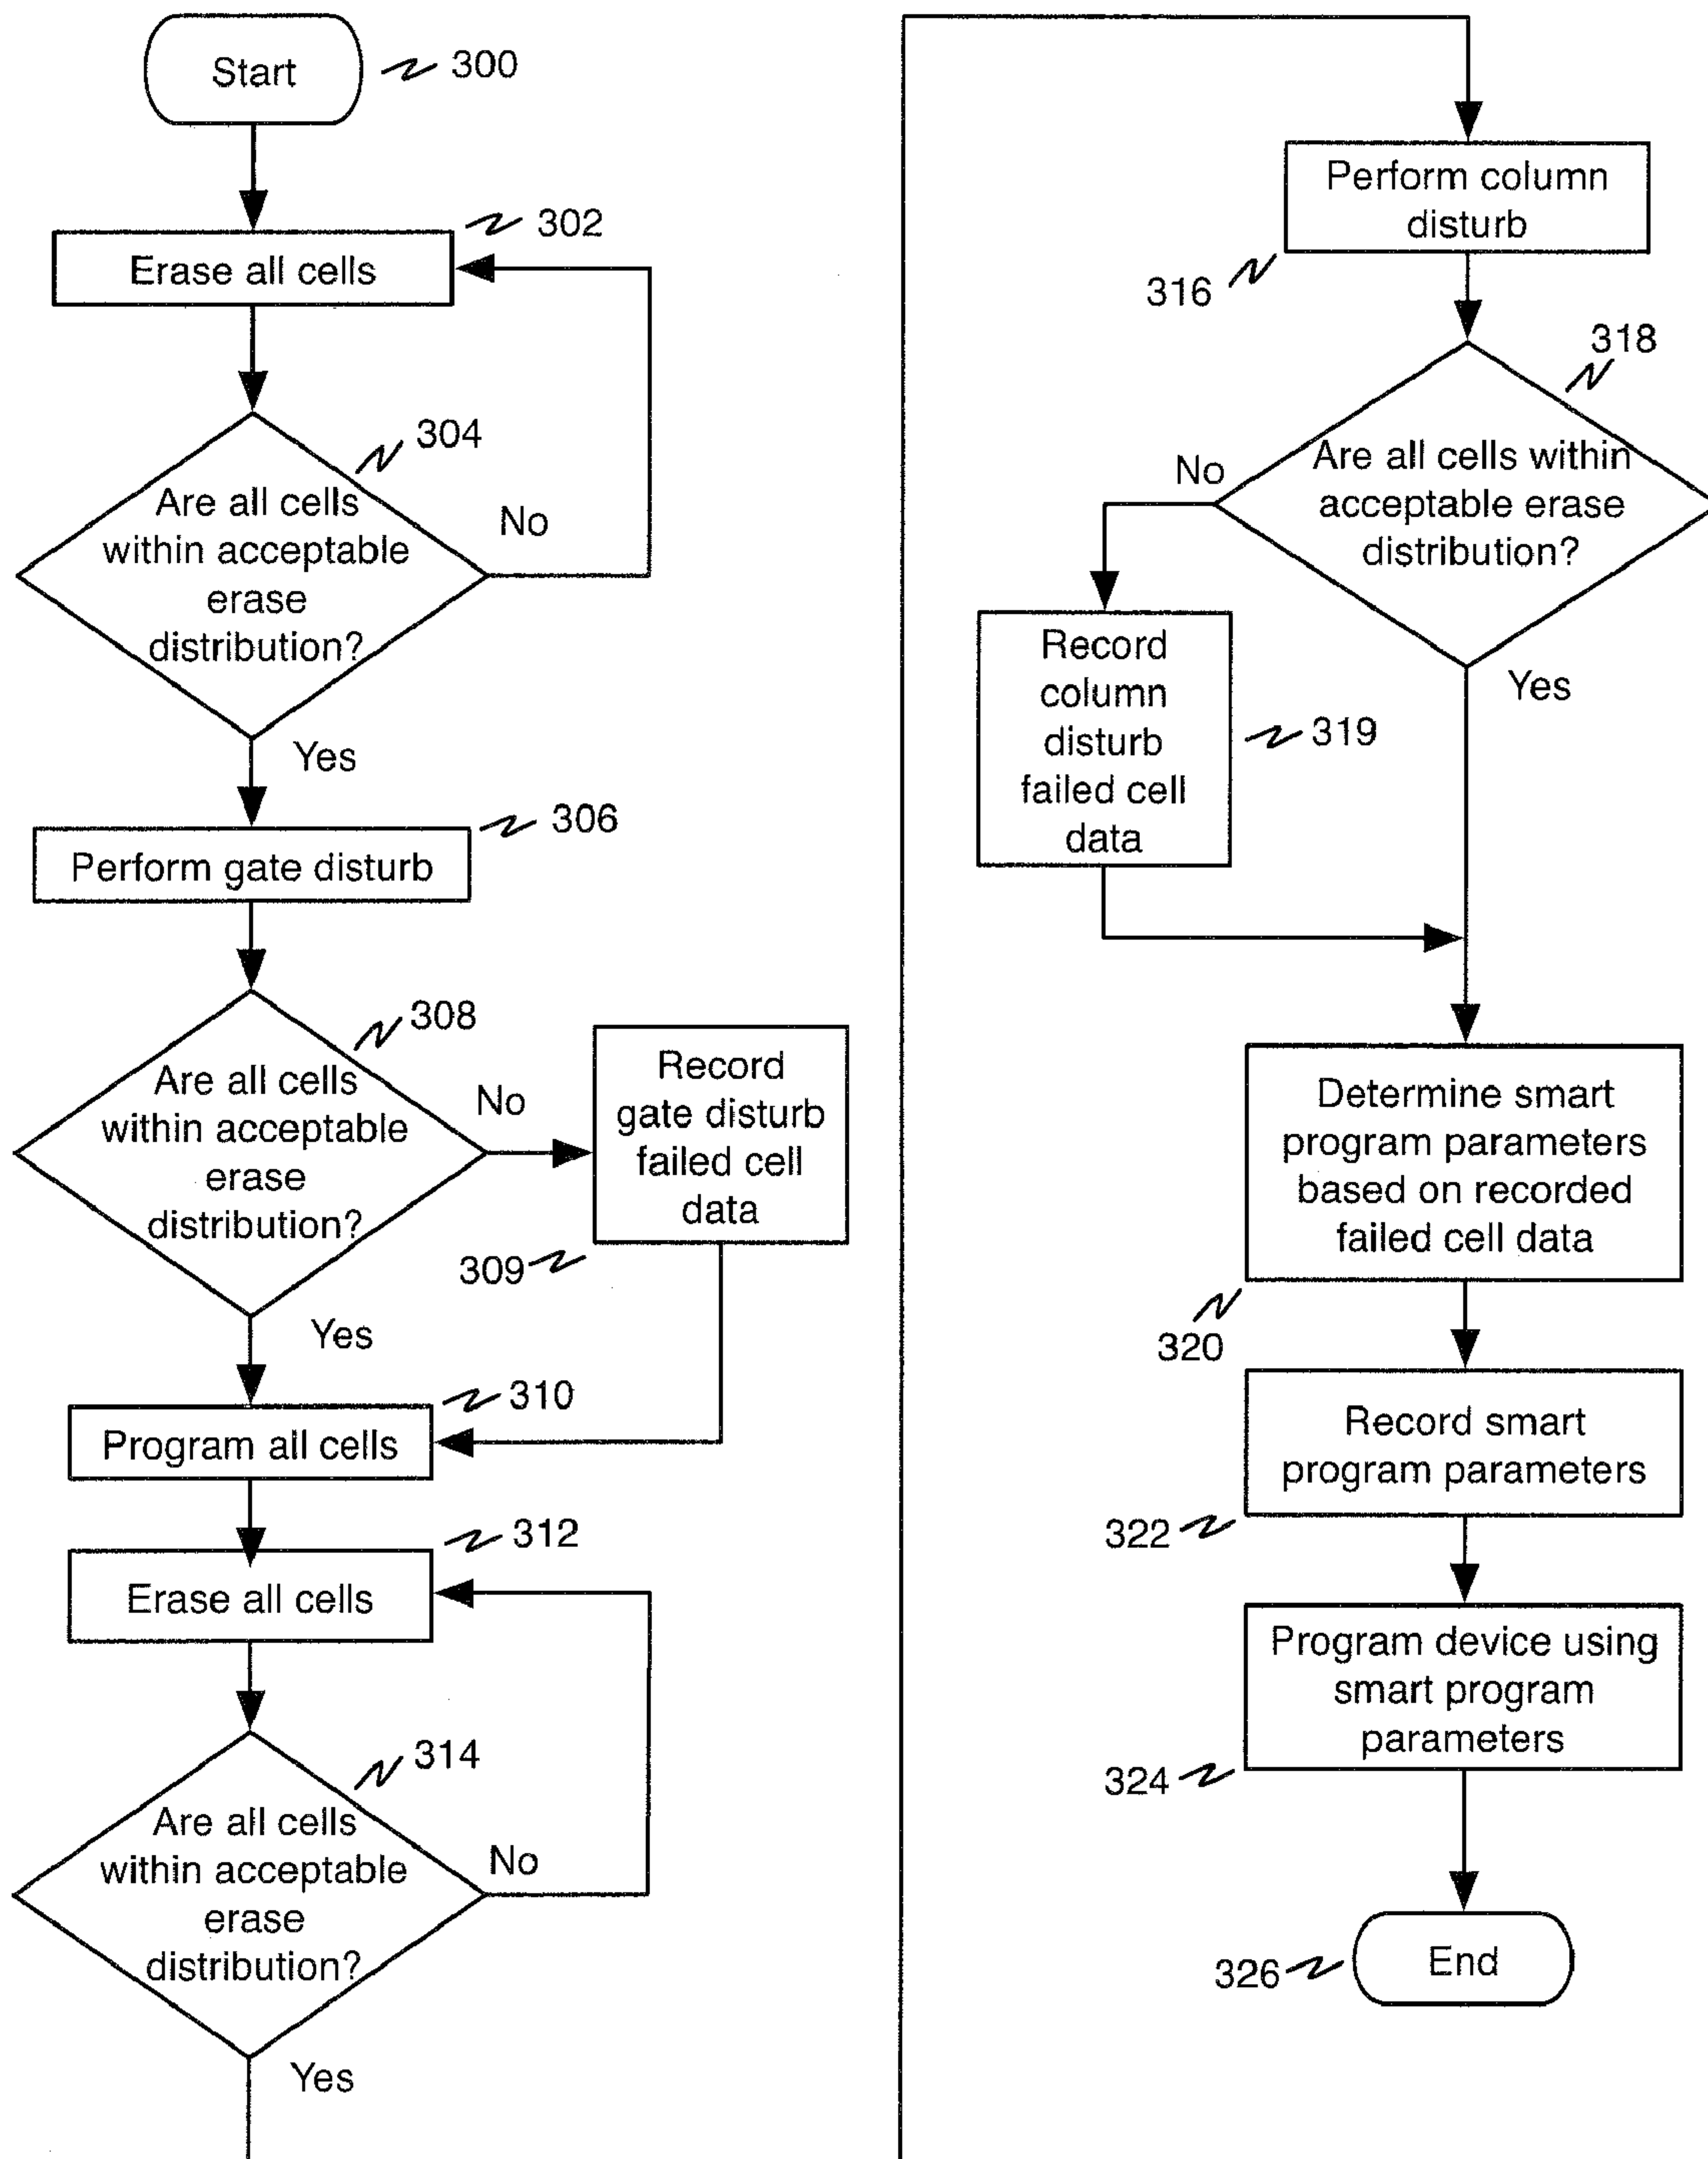 Start
300
302
Erase all cells
304
Are all cells
within acceptable
erase
distribution?
No
Yes
306
Perform gate disturb
308
Are all cells
within acceptable
erase
distribution?
No
Record
gate disturb
failed cell
data
309
Yes
310
Program all cells
312
Erase all cells
314
Are all cells
within acceptable
erase
distribution?
No
Yes
Perform column
disturb
316
318
Are all cells within
acceptable erase
distribution?
No
Yes
Record
column
disturb
failed cell
data
319
Determine smart
program parameters
based on recorded
failed cell data
320
Record smart
program parameters
322
Program device using
smart program
parameters
324
End
326